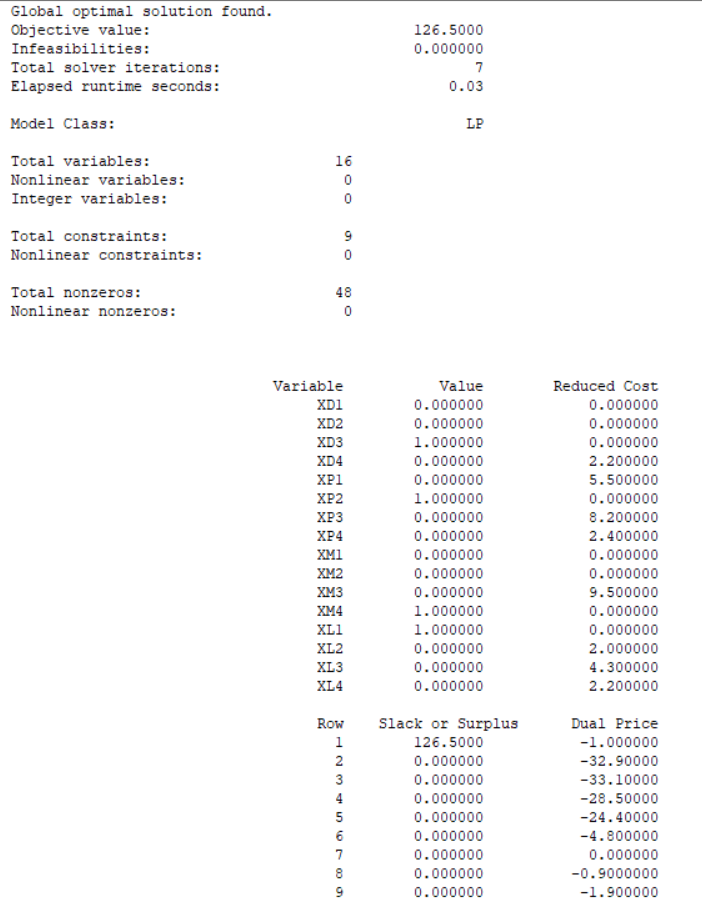 Global optimal solution found.
Objective value: 126.5000
Infeasibilities: 0.000000
Total solver iterations: 7
Elapsed runtime seconds: 0.03
Model Class: LP
Total variables: 16
Nonlinear variables: 0
Integer variables: 0
Total constraints: 9
Nonlinear constraints: 0
Total nonzeros: 48
Nonlinear nonzeros: 0
Variable Value Reduced Cost
XD1 0.000000 0.000000
XD2 0.000000 0.000000
XD3 1.000000 0.000000
XD4 0.000000 2.200000
XP1 0.000000 5.500000
XP2 1.000000 0.000000
XP3 0.000000 8.200000
XP4 0.000000 2.400000
XM1 0.000000 0.000000
XM2 0.000000 0.000000
XM3 0.000000 9.500000
XM4 1.000000 0.000000
XL1 1.000000 0.000000
XL2 0.000000 2.000000
XL3 0.000000 4.300000
XL4 0.000000 2.200000
Row Slack or Surplus Dual Price
1 126.5000 -1.000000
2 0.000000 -32.90000
3 0.000000 -33.10000
4 0.000000 -28.50000
5 0.000000 -24.40000
6 0.000000 -4.800000
7 0.000000 0.000000
8 0.000000 -0.9000000
9 0.000000 -1.900000